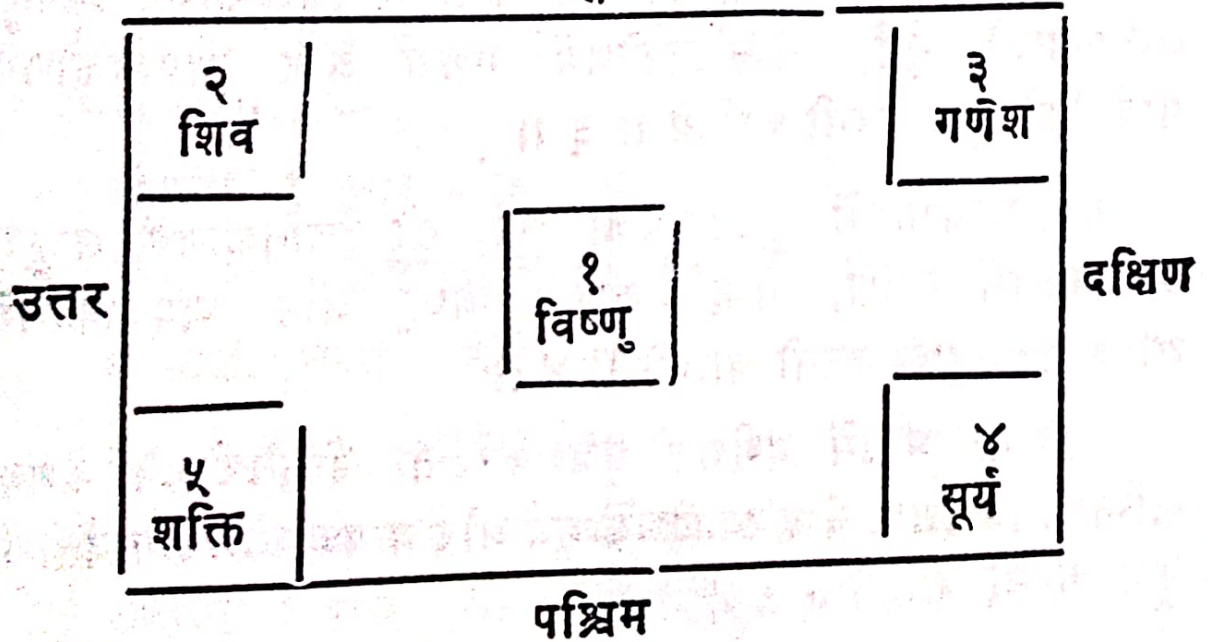 २
शिव
३
गणेश
१
विष्णु
उत्तर
दक्षिण
५
शक्ति
४
सूर्य
पश्चिम